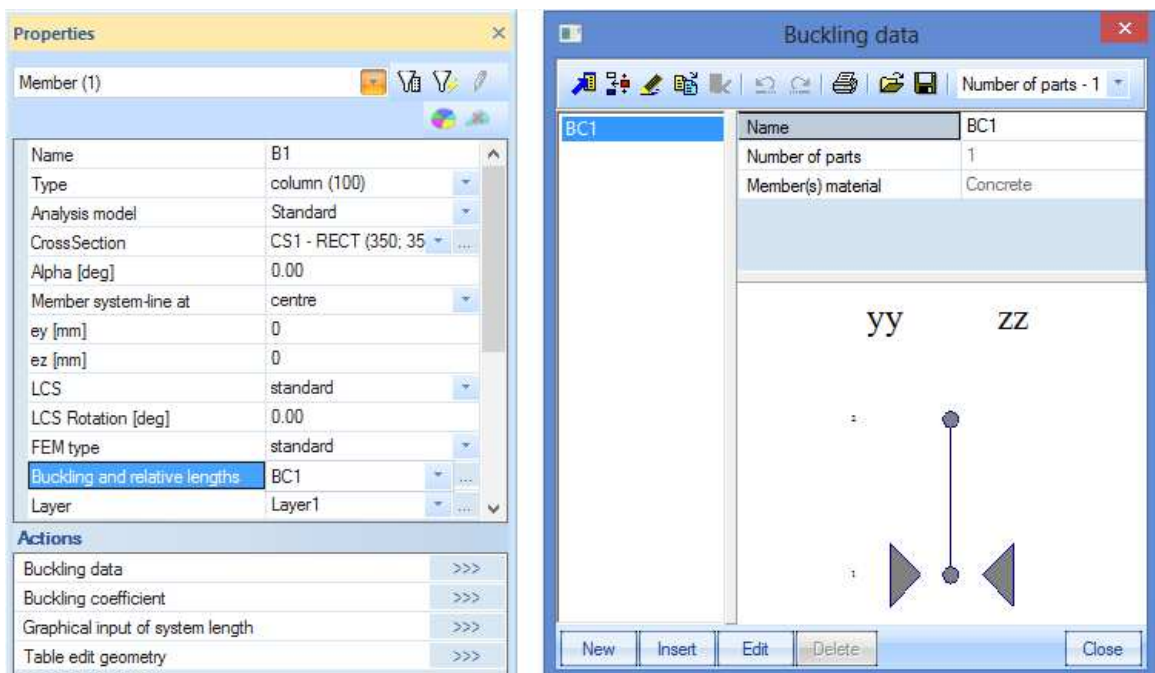 Properties
Member (1)
Name B1
Type column (100)
Analysis model Standard
CrossSection CS1 - RECT (350; 35
Alpha [deg] 0.00
Member system-line at centre
ey [mm] 0
ez [mm] 0
LCS standard
LCS Rotation [deg] 0.00
FEM type standard
Buckling and relative lengths BC1
Layer Layer1
Actions
Buckling data >>>
Buckling coefficient >>>
Graphical input of system length >>>
Table edit geometry >>>
Buckling data
Number of parts - 1
BC1
Name BC1
Number of parts 1
Member(s) material Concrete
yy zz
2
1
New Insert Edit Delete Close